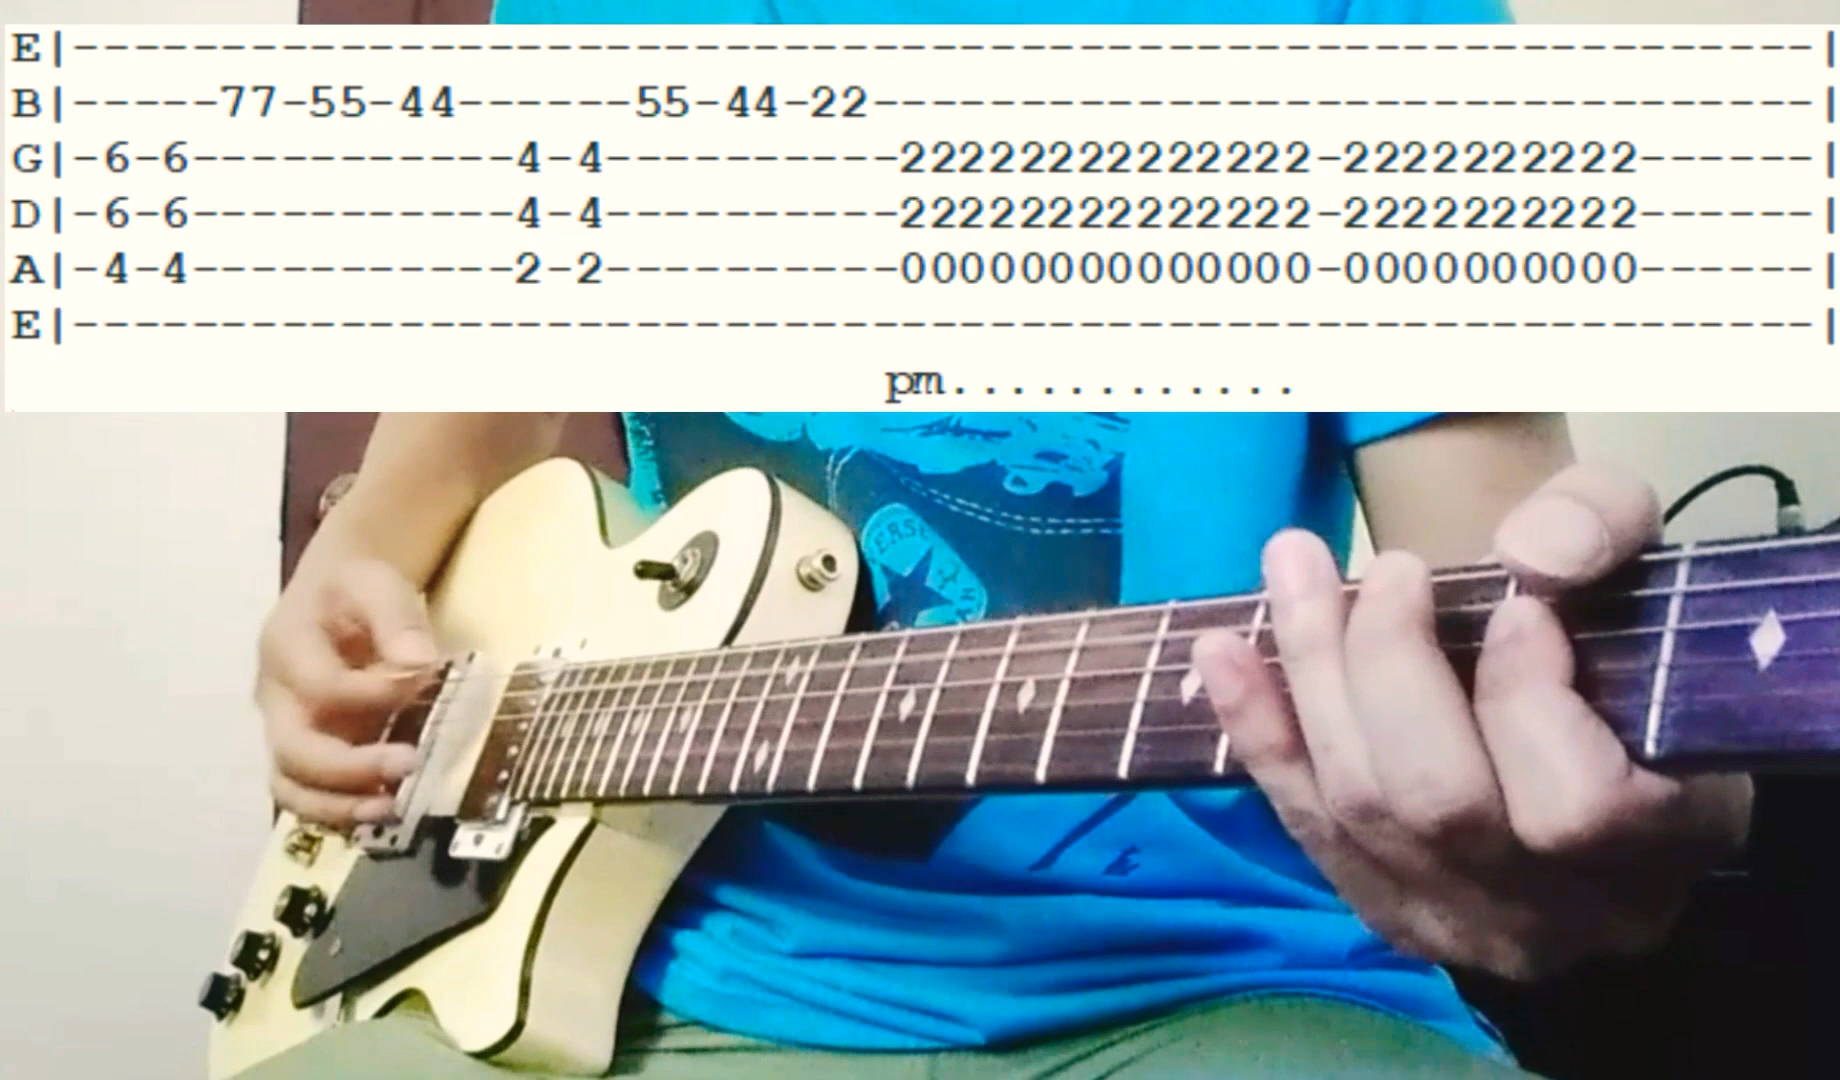 E|-----------------------------------------------------------|
B|-----77-55-44------55-44-22--------------------------------|
G|-6-6-----------4-4----------22222222222222-2222222222------|
D|-6-6-----------4-4----------22222222222222-2222222222------|
A|-4-4-----------2-2----------00000000000000-0000000000------|
E|-----------------------------------------------------------|
pm............